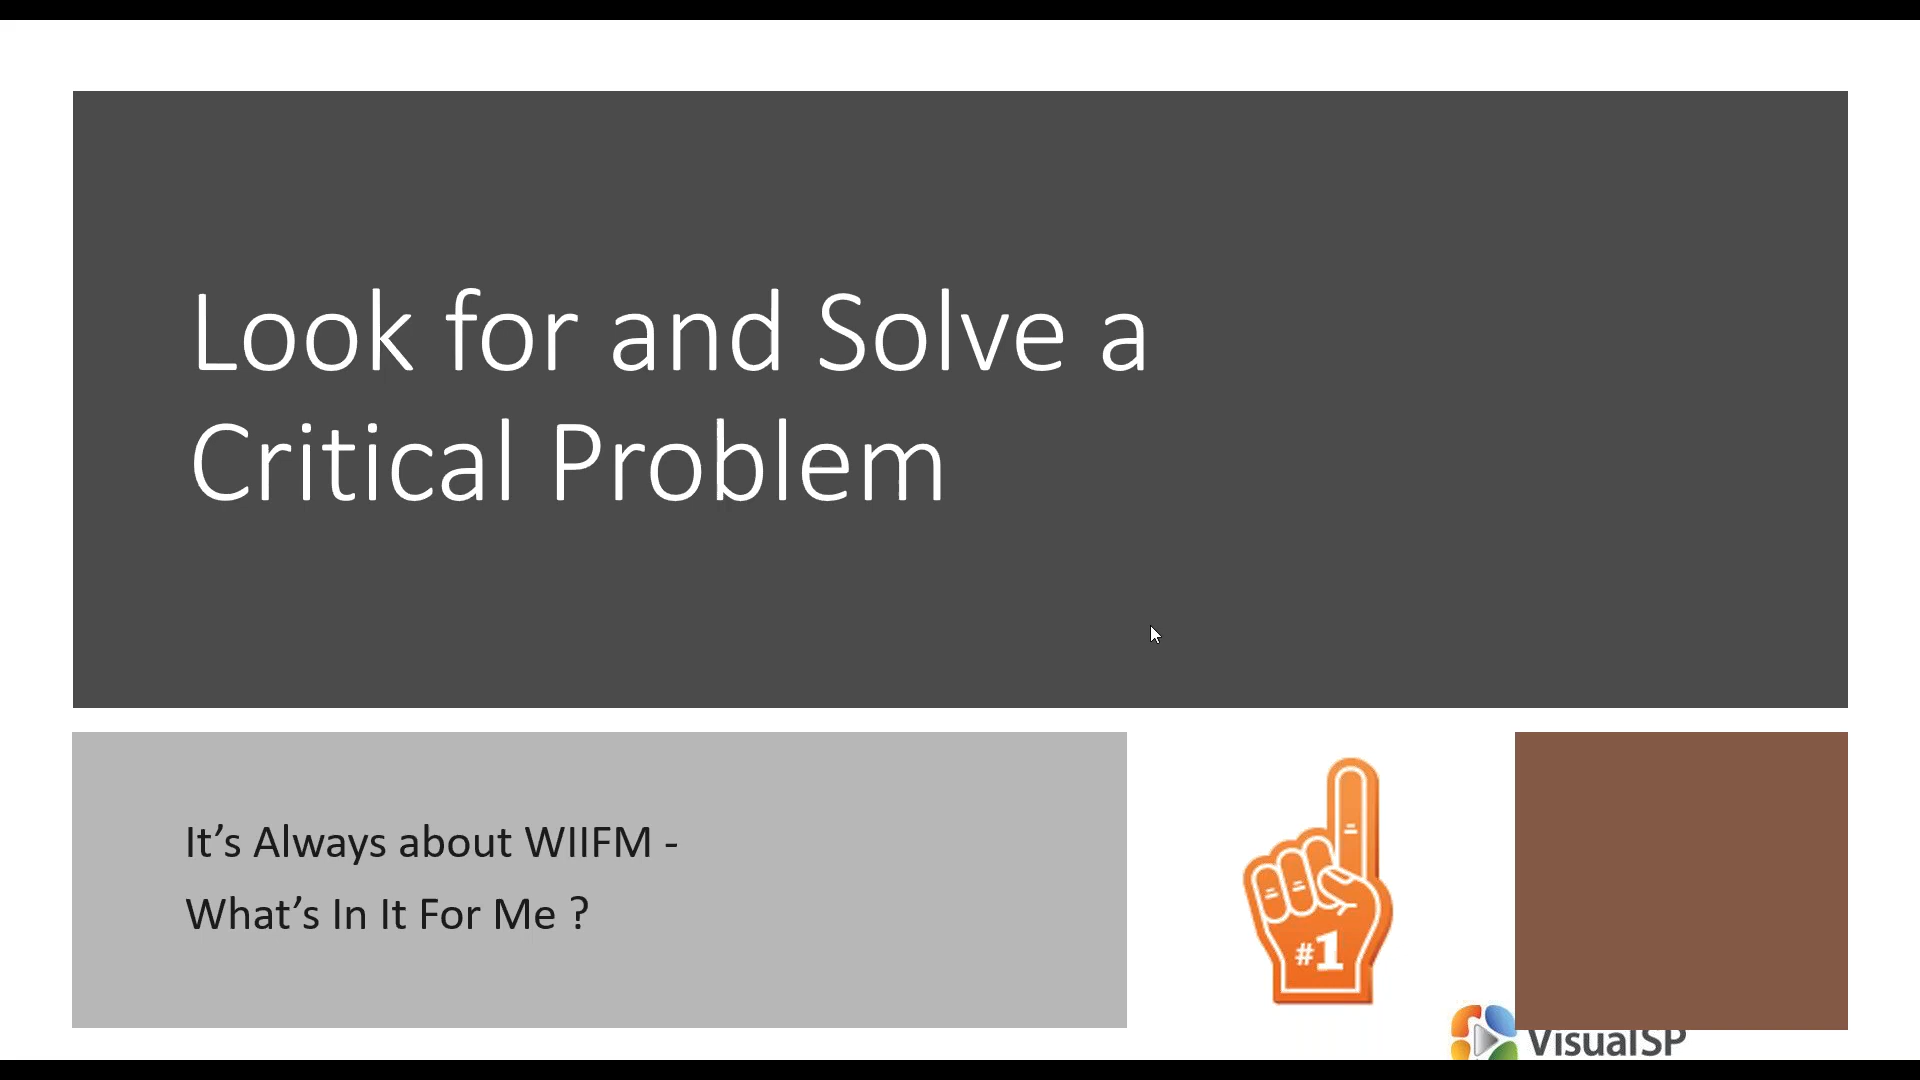 Look for and Solve a
Critical Problem
It’s Always about WIIFM -
What’s In It For Me ?
#1
VisualSP